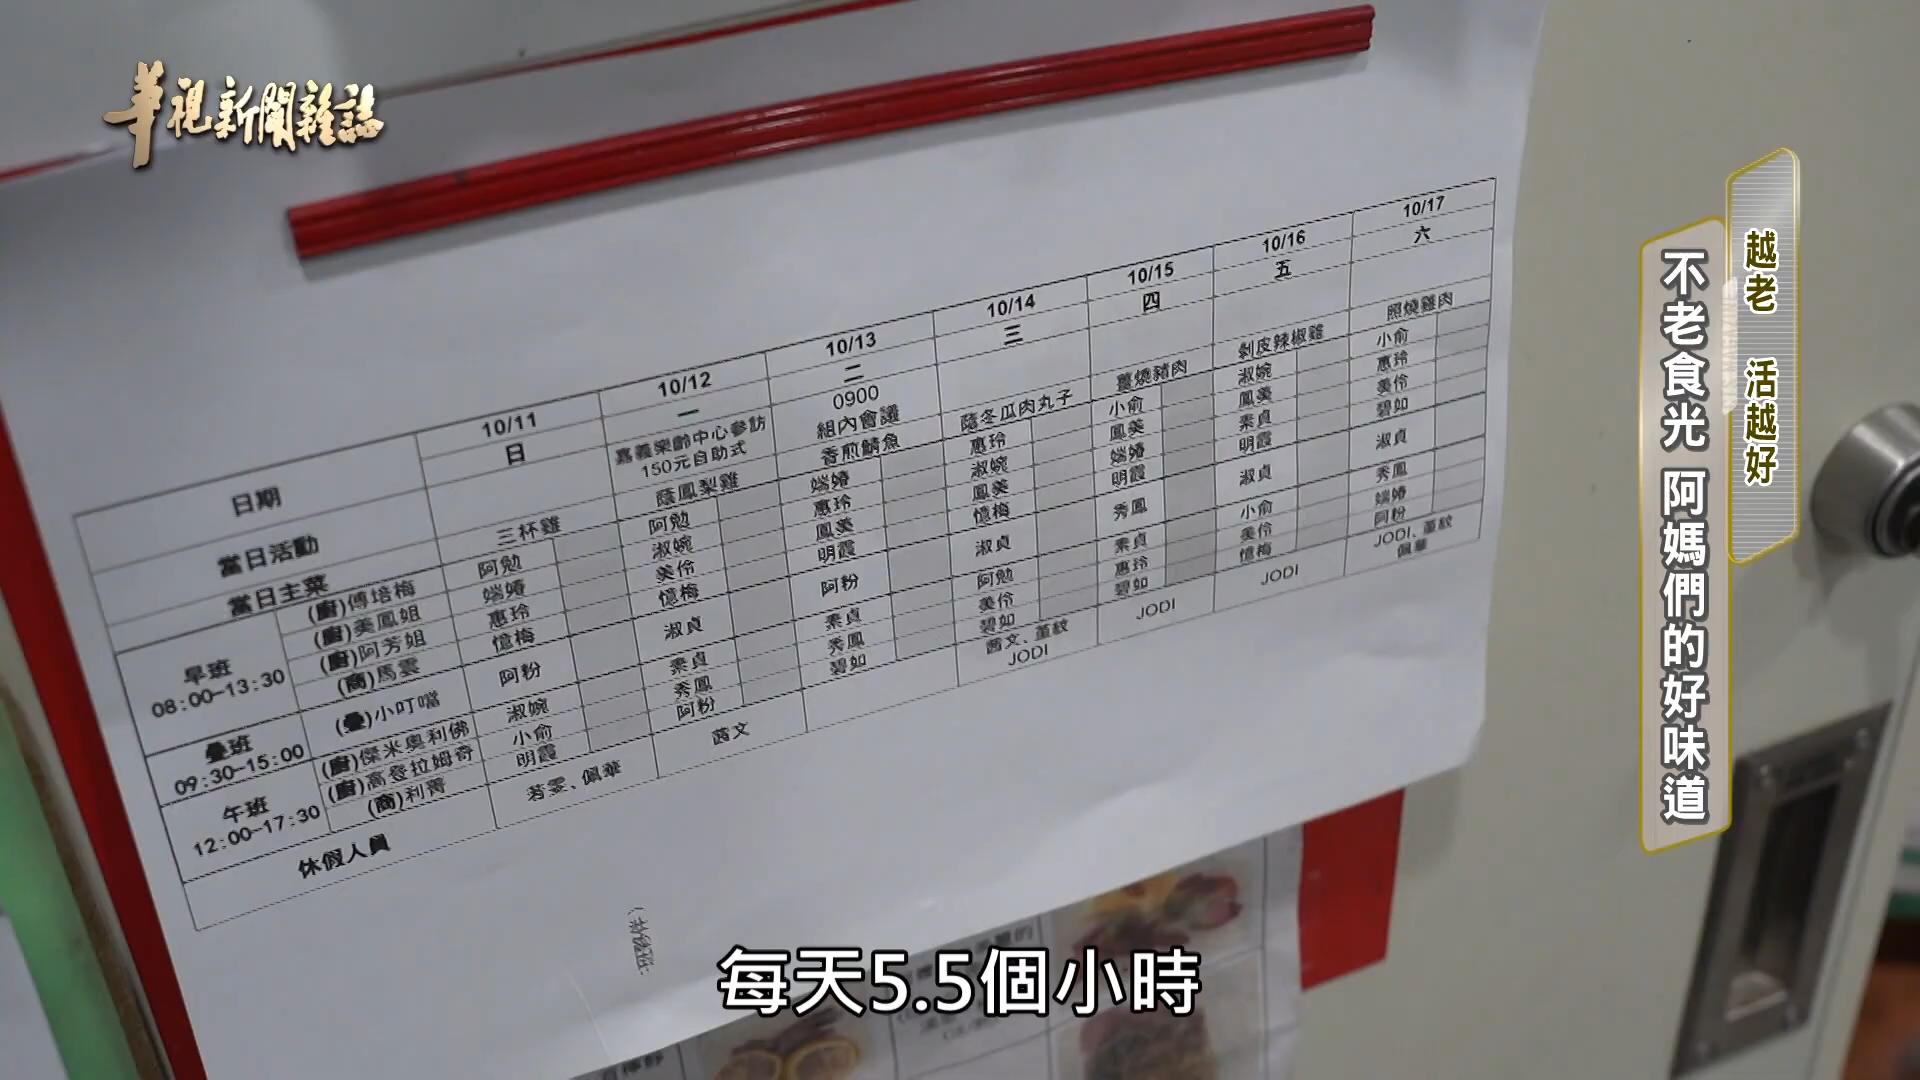 華視新聞雜誌
越老 活越好
不老食光 阿媽們的好味道
日期 10/11 10/12 10/13 10/14 10/15 10/16 10/17
日 一 二 三 四 五 六
當日活動 嘉義樂齡中心參訪 150元自助式 0900 組內會議
當日主菜 三杯雞 蔭鳳梨雞 香煎鯖魚 蔭冬瓜肉丸子 薑燒豬肉 剝皮辣椒雞 照燒雞肉
早班 08:00-13:30
(廚)傅培梅 阿勉 阿勉 端媋 惠玲 小俞 淑婉 小俞
(廚)美鳳姐 端媋 淑婉 惠玲 淑婉 鳳美 鳳美 惠玲
(廚)阿芳姐 惠玲 美伶 鳳美 鳳美 端媋 素貞 美伶
(商)馬雲 憶梅 憶梅 明霞 憶梅 明霞 明霞 碧如
疊班 09:30-15:00
(疊)小叮噹 阿粉 淑貞 阿粉 淑貞 秀鳳 淑貞 淑貞
午班 12:00-17:30
(廚)傑米奧利佛 淑婉 素貞 素貞 阿勉 素貞 小俞 秀鳳
(廚)高登拉姆奇 小俞 秀鳳 秀鳳 美伶 惠玲 美伶 端媋
(商)利菁 明霞 阿粉 碧如 碧如 碧如 憶梅 阿粉
休假人員 若雯、佩華 茜文 茜文、堇紋 JODI JODI JODI JODI、堇紋 佩華
每天5.5個小時